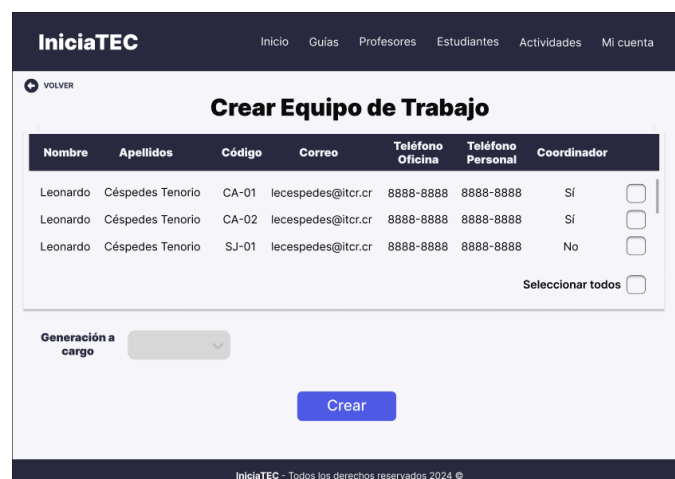 IniciaTEC Inicio Guías Profesores Estudiantes Actividades Mi cuenta
VOLVER
Crear Equipo de Trabajo
Nombre Apellidos Código Correo Teléfono Oficina Teléfono Personal Coordinador
Leonardo Céspedes Tenorio CA-01 lecespedes@itcr.cr 8888-8888 8888-8888 Sí
Leonardo Céspedes Tenorio CA-02 lecespedes@itcr.cr 8888-8888 8888-8888 Sí
Leonardo Céspedes Tenorio SJ-01 lecespedes@itcr.cr 8888-8888 8888-8888 No
Seleccionar todos
Generación a
cargo
Crear
IniciaTEC - Todos los derechos reservados 2024 ©